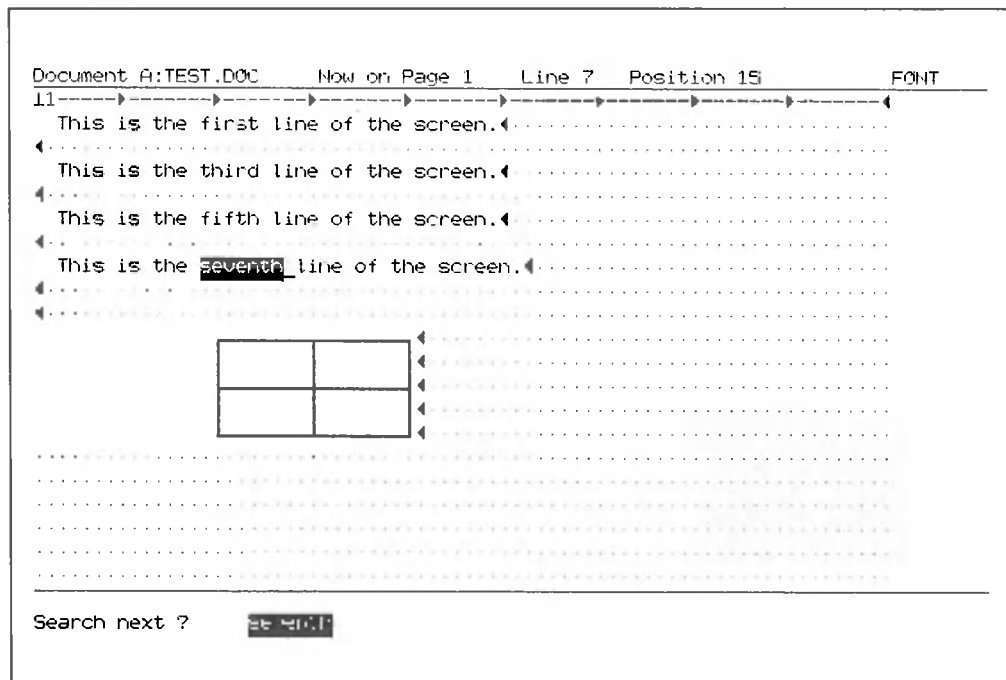 Document A:TEST.DOC Now on Page 1 Line 7 Position 15 FONT
This is the first line of the screen.
This is the third line of the screen.
This is the fifth line of the screen.
This is the seventh_line of the screen.
Search next ?